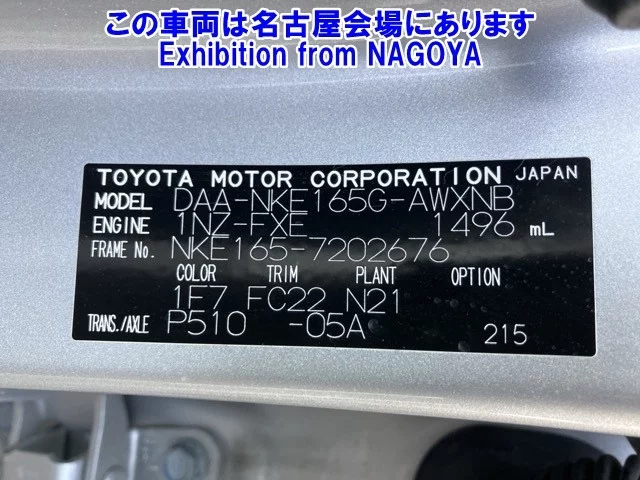 この車両は名古屋会場にあります
Exhibition from NAGOYA
TOYOTA MOTOR CORPORATION JAPAN
MODEL DAA-NKE165G-AWXNB
ENGINE 1NZ-FXE 1496 mL
FRAME No. NKE165-7202676
COLOR TRIM PLANT OPTION
1F7 FC22 N21
TRANS./AXLE P510 -05A 215